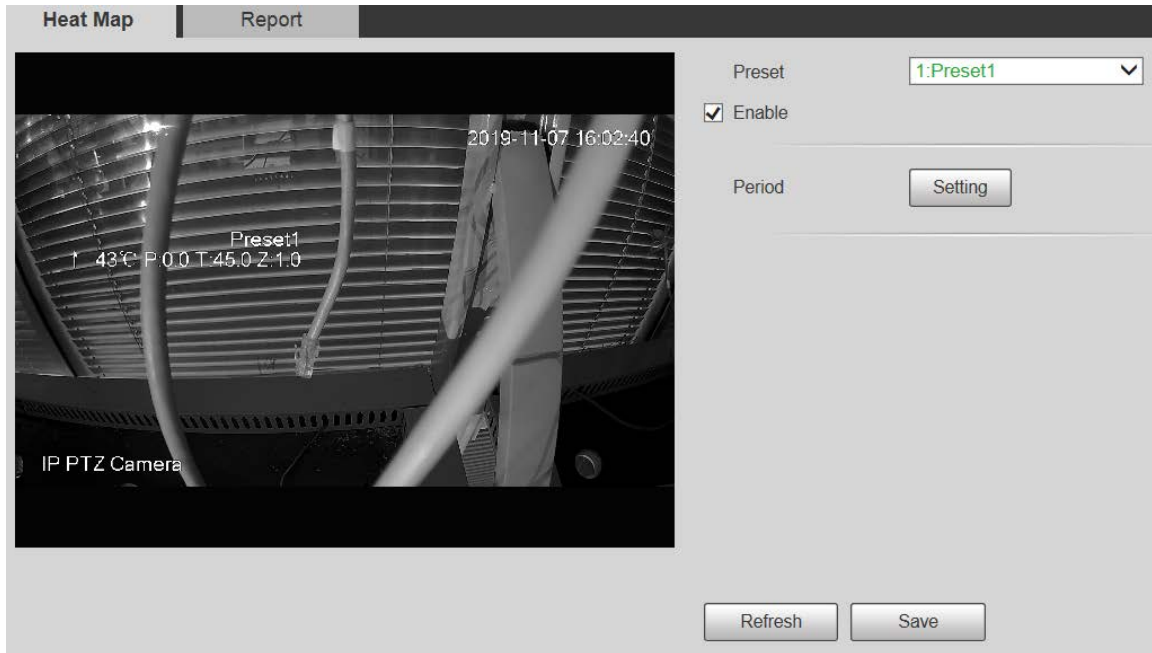 Heat Map
Report
2019-11-07 16:02:40
Preset1
↑ 43℃ P:0.0 T:45.0 Z:1.0
IP PTZ Camera
Preset
1:Preset1
Enable
Period
Setting
Refresh
Save